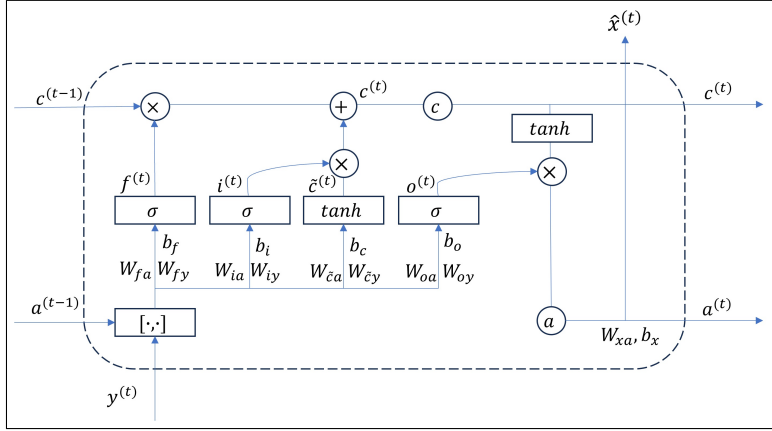 x̂⁽ᵗ⁾
c⁽ᵗ⁻¹⁾ × + c⁽ᵗ⁾ c c⁽ᵗ⁾
tanh
× ×
f⁽ᵗ⁾ i⁽ᵗ⁾ c̃⁽ᵗ⁾ o⁽ᵗ⁾
σ σ tanh σ
b_f b_i b_c b_o
W_fa W_fy W_ia W_iy W_c̃a W_c̃y W_oa W_oy
a⁽ᵗ⁻¹⁾ [·,·] a a⁽ᵗ⁾
W_xa, b_x
y⁽ᵗ⁾